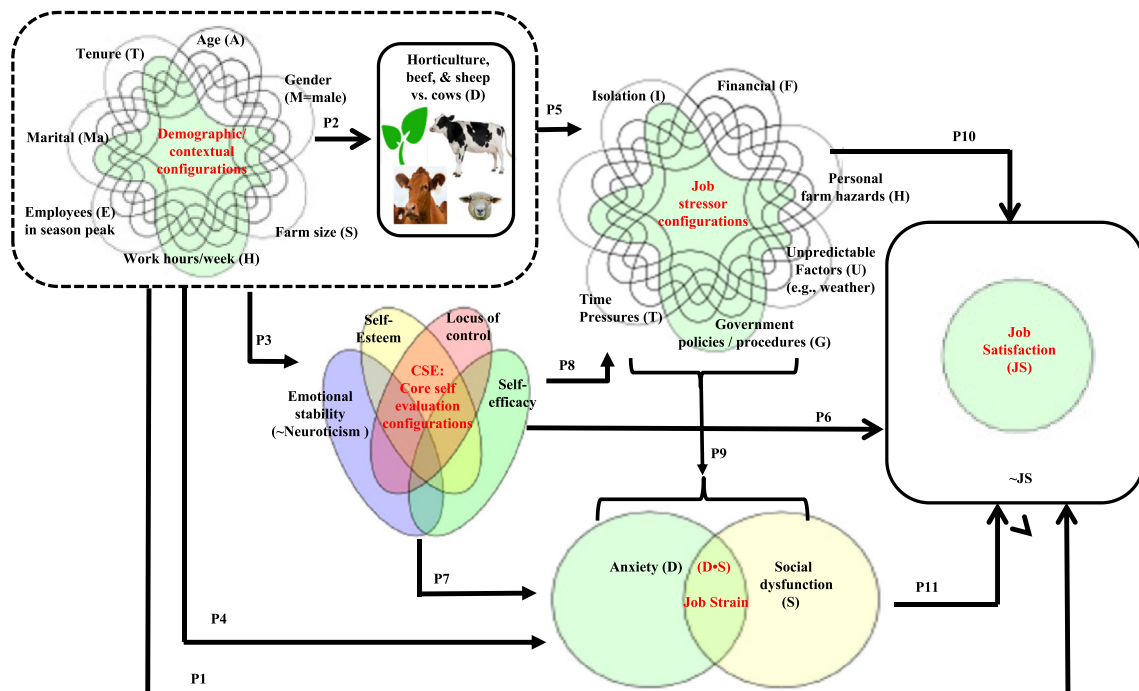 Tenure (T)
Age (A)
Gender
(M=male)
Marital (Ma)
Demographic/
contextual
configurations
Employees (E)
in season peak
Farm size (S)
Work hours/week (H)
P2
Horticulture,
beef, & sheep
vs. cows (D)
P5
Isolation (I)
Financial (F)
Job
stressor
configurations
Personal
farm hazards (H)
Unpredictable
Factors (U)
(e.g., weather)
Time
Pressures (T)
Government
policies / procedures (G)
P10
Job
Satisfaction
(JS)
~JS
P3
Self-
Esteem
Locus of
control
CSE:
Core self
evaluation
configurations
Emotional
stability
(~Neuroticism )
Self-
efficacy
P8
P6
P9
P7
Anxiety (D)
(D•S)
Job Strain
Social
dysfunction
(S)
P11
P4
P1